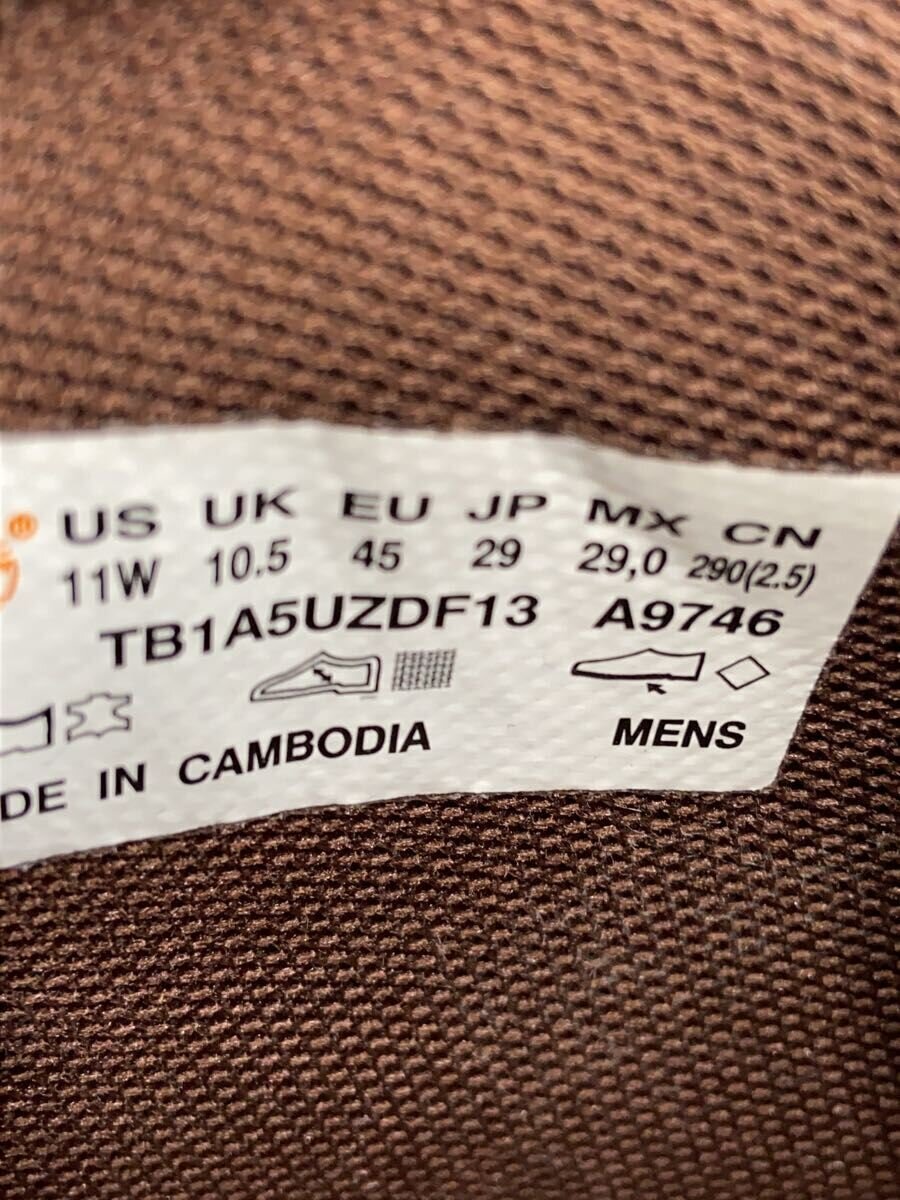 ® US UK EU JP MX CN
11W 10.5 45 29 29,0 290(2.5)
TB1A5UZDF13 A9746
DE IN CAMBODIA MENS